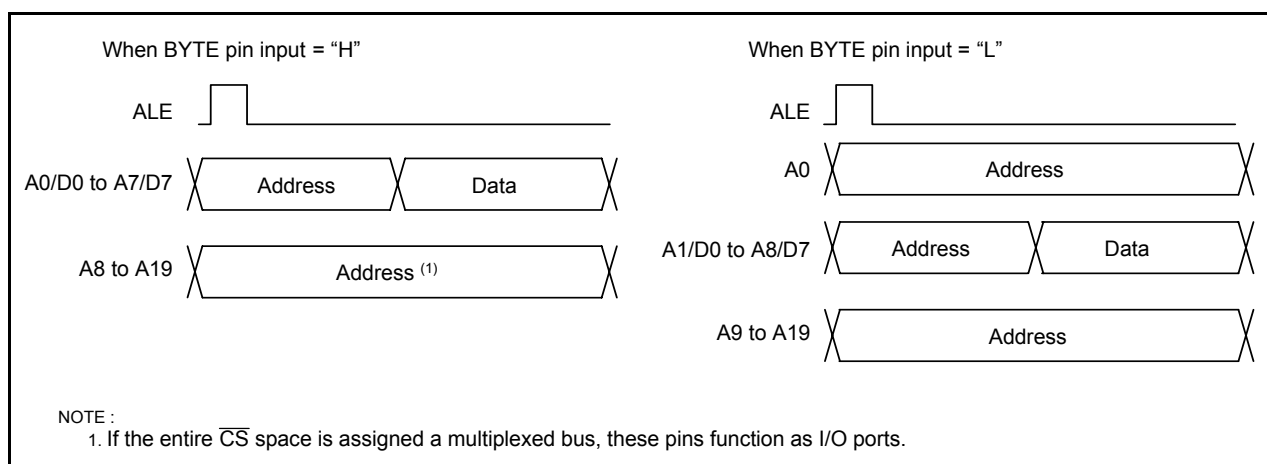 When BYTE pin input = “H”
ALE
A0/D0 to A7/D7
Address
Data
A8 to A19
Address (1)
When BYTE pin input = “L”
ALE
A0
Address
A1/D0 to A8/D7
Address
Data
A9 to A19
Address
NOTE :
1. If the entire C̅S̅ space is assigned a multiplexed bus, these pins function as I/O ports.